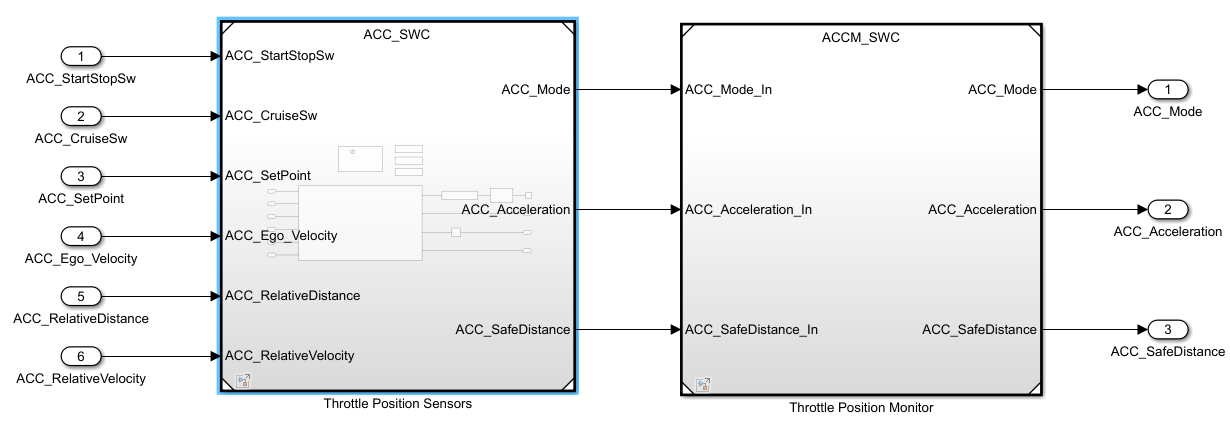 ACC_SWC
ACCM_SWC
1
ACC_StartStopSw
ACC_StartStopSw
2
ACC_CruiseSw
ACC_CruiseSw
3
ACC_SetPoint
ACC_SetPoint
4
ACC_Ego_Velocity
ACC_Ego_Velocity
5
ACC_RelativeDistance
ACC_RelativeDistance
6
ACC_RelativeVelocity
ACC_RelativeVelocity
ACC_Mode
ACC_Acceleration
ACC_SafeDistance
Throttle Position Sensors
ACC_Mode_In
ACC_Acceleration_In
ACC_SafeDistance_In
ACC_Mode
ACC_Acceleration
ACC_SafeDistance
Throttle Position Monitor
1
ACC_Mode
2
ACC_Acceleration
3
ACC_SafeDistance